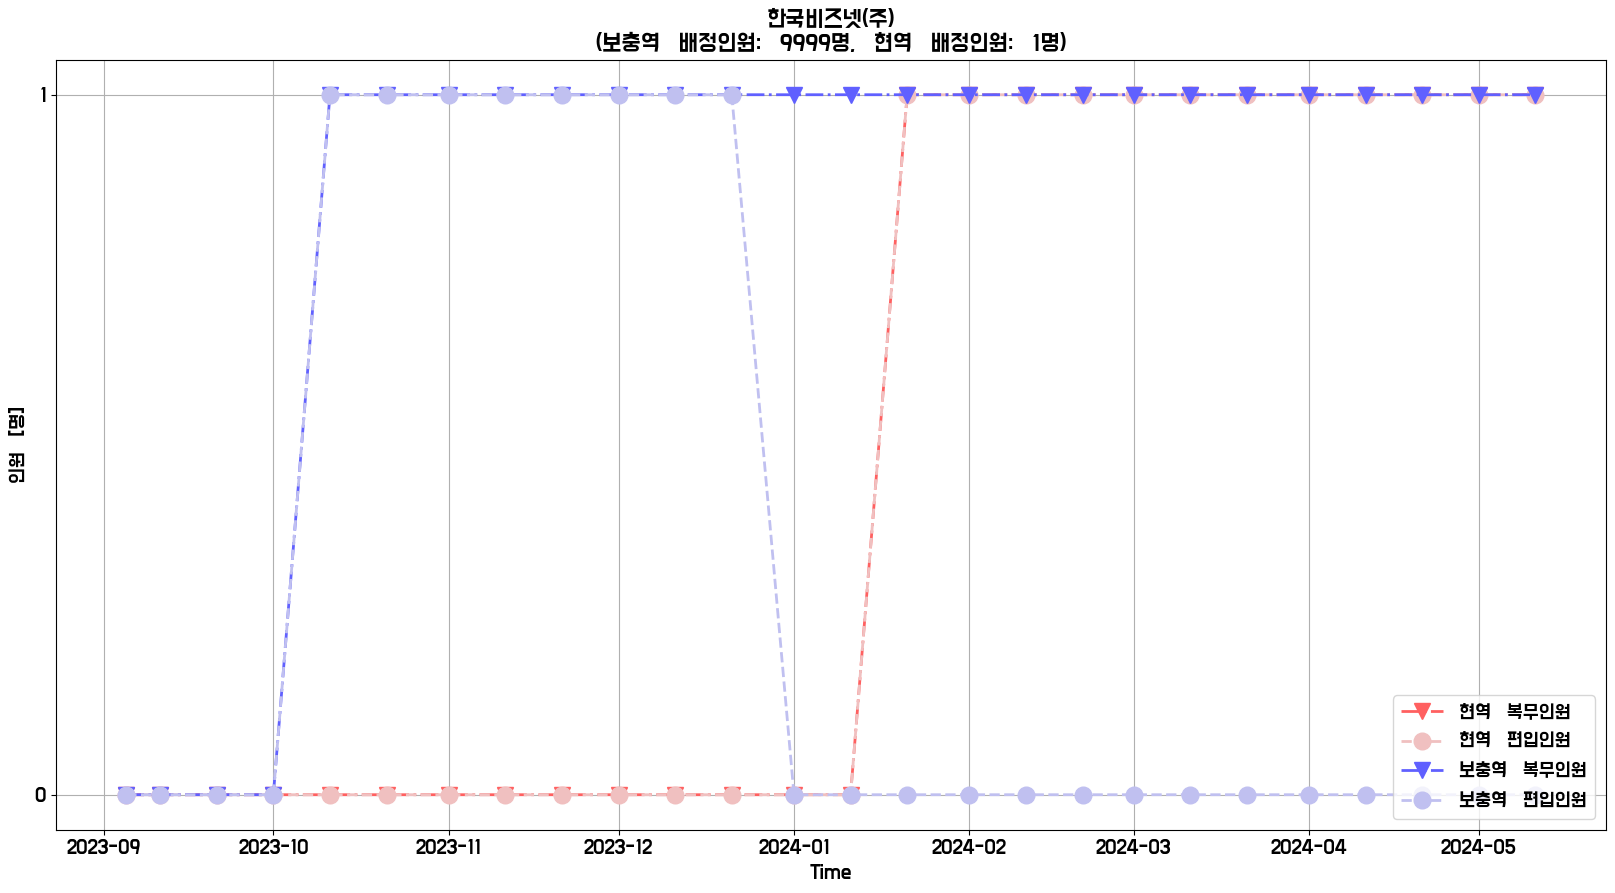 한국비즈넷(주)
(보충역 배정인원: 9999명, 현역 배정인원: 1명)
1
0
인원 [명]
2023-09 2023-10 2023-11 2023-12 2024-01 2024-02 2024-03 2024-04 2024-05
Time
현역 복무인원
현역 편입인원
보충역 복무인원
보충역 편입인원